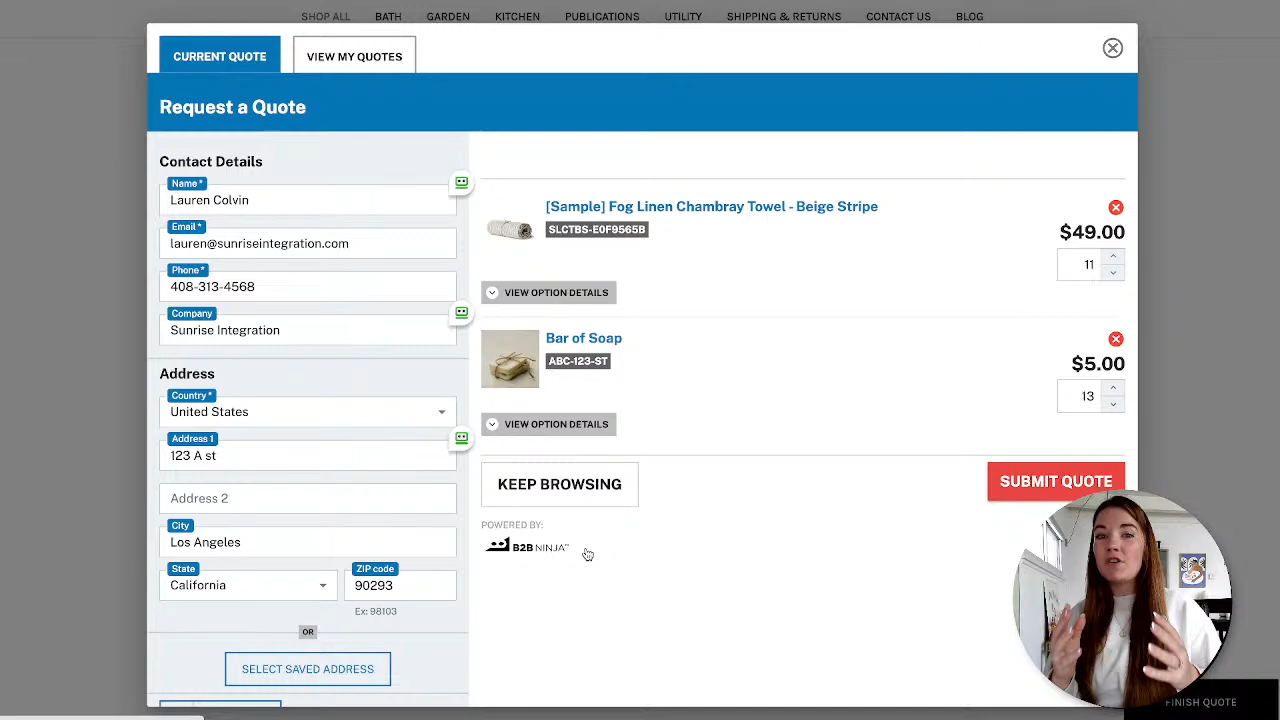 SHOP ALL BATH GARDEN KITCHEN PUBLICATIONS UTILITY SHIPPING & RETURNS CONTACT US BLOG
CURRENT QUOTE
VIEW MY QUOTES
Request a Quote
Contact Details
Name *
Lauren Colvin
Email *
lauren@sunriseintegration.com
Phone *
408-313-4568
Company
Sunrise Integration
Address
Country *
United States
Address 1
123 A st
Address 2
City
Los Angeles
State
California
ZIP code
90293
Ex: 98103
OR
SELECT SAVED ADDRESS
[Sample] Fog Linen Chambray Towel - Beige Stripe
SLCTBS-E0F9565B
$49.00
11
VIEW OPTION DETAILS
Bar of Soap
ABC-123-ST
$5.00
13
VIEW OPTION DETAILS
KEEP BROWSING
SUBMIT QUOTE
POWERED BY:
B2B NINJA™
FINISH QUOTE